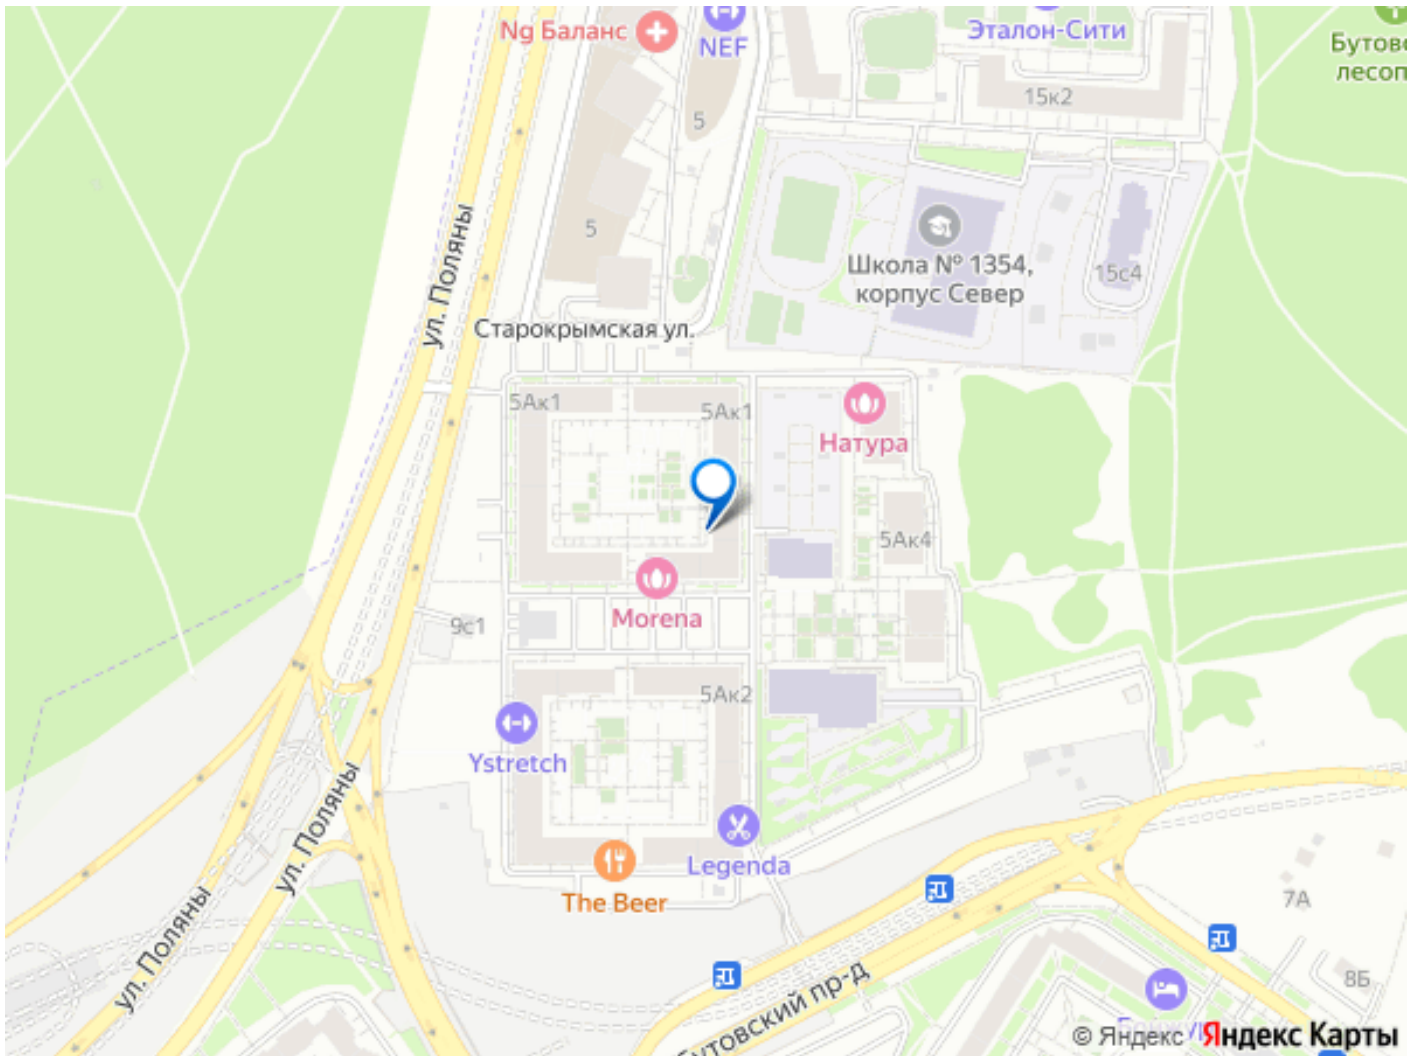 Ng Баланс
NEF
Эталон-Сити
Бутово
лесоп
15к2
5
5
Школа № 1354,
корпус Север
15с4
ул. Поляны
Старокрымская ул.
5Ак1
5Ак1
Натура
5Ак4
Morena
9с1
5Ак2
Ystretch
Legenda
The Beer
ул. Поляны
ул. Поляны
7А
8Б
Бутовский пр-д
© Яндекс Яндекс Карты